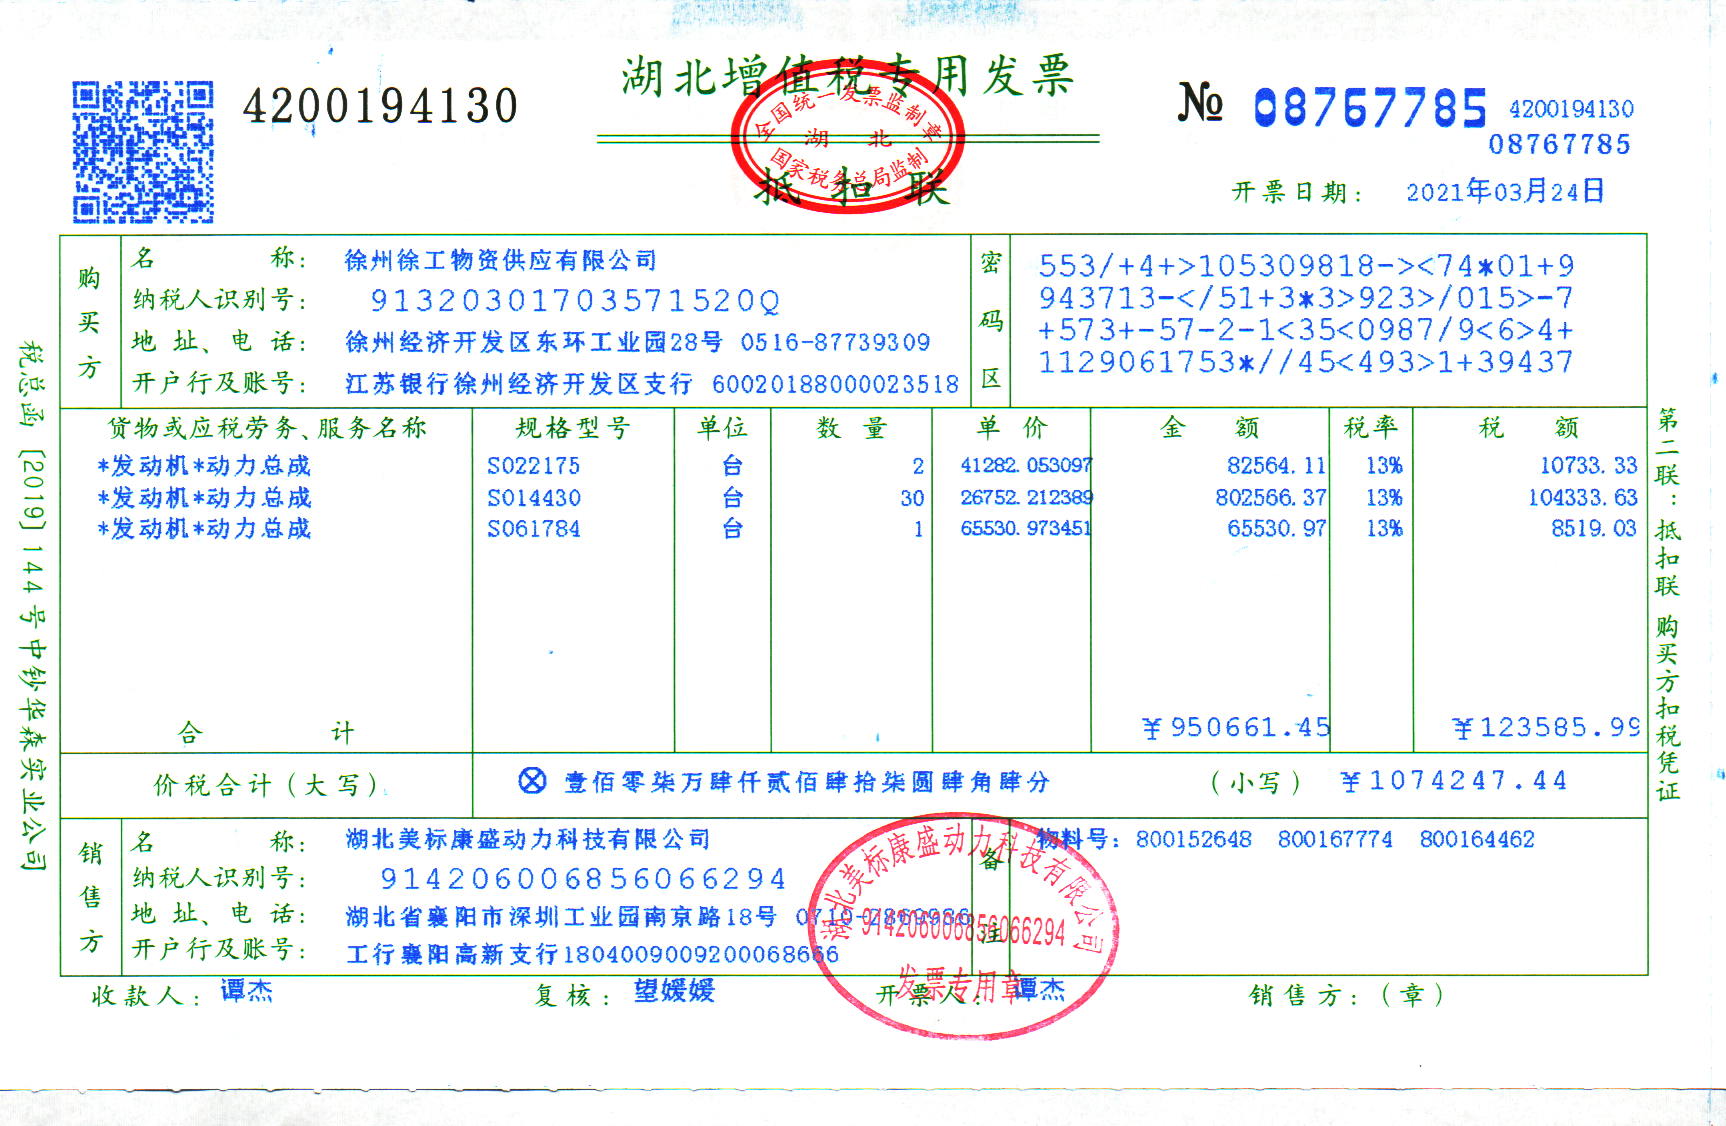 湖北增值税专用发票
4200194130
№ 08767785
4200194130
08767785
全国统一发票监制章
湖 北
国家税务总局监制
抵扣联
开票日期: 2021年03月24日
购买方
名 称: 徐州徐工物资供应有限公司
纳税人识别号: 91320301703571520Q
地 址、电 话: 徐州经济开发区东环工业园28号 0516-87739309
开户行及账号: 江苏银行徐州经济开发区支行 60020188000023518
密码区
553/+4+>105309818-><74*01+9
943713-</51+3*3>923>/015>-7
+573+-57-2-1<35<0987/9<6>4+
1129061753*//45<493>1+39437
货物或应税劳务、服务名称 规格型号 单位 数 量 单 价 金 额 税率 税 额
*发动机*动力总成 S022175 台 2 41282.053097 82564.11 13% 10733.33
*发动机*动力总成 S014430 台 30 26752.212389 802566.37 13% 104333.63
*发动机*动力总成 S061784 台 1 65530.973451 65530.97 13% 8519.03
合 计 ¥950661.45 ¥123585.99
价税合计(大写) ⊗ 壹佰零柒万肆仟贰佰肆拾柒圆肆角肆分 (小写) ¥1074247.44
销售方
名 称: 湖北美标康盛动力科技有限公司
纳税人识别号: 914206006856066294
地 址、电 话: 湖北省襄阳市深圳工业园南京路18号 0710-2869986
开户行及账号: 工行襄阳高新支行1804009009200068666
备注
物料号: 800152648 800167774 800164462
湖北美标康盛动力科技有限公司
914206006856066294
发票专用章
收款人: 谭杰 复核: 望媛媛 开票人: 谭杰 销售方:(章)
税总函〔2019〕144号中钞华森实业公司
第二联:抵扣联 购买方扣税凭证